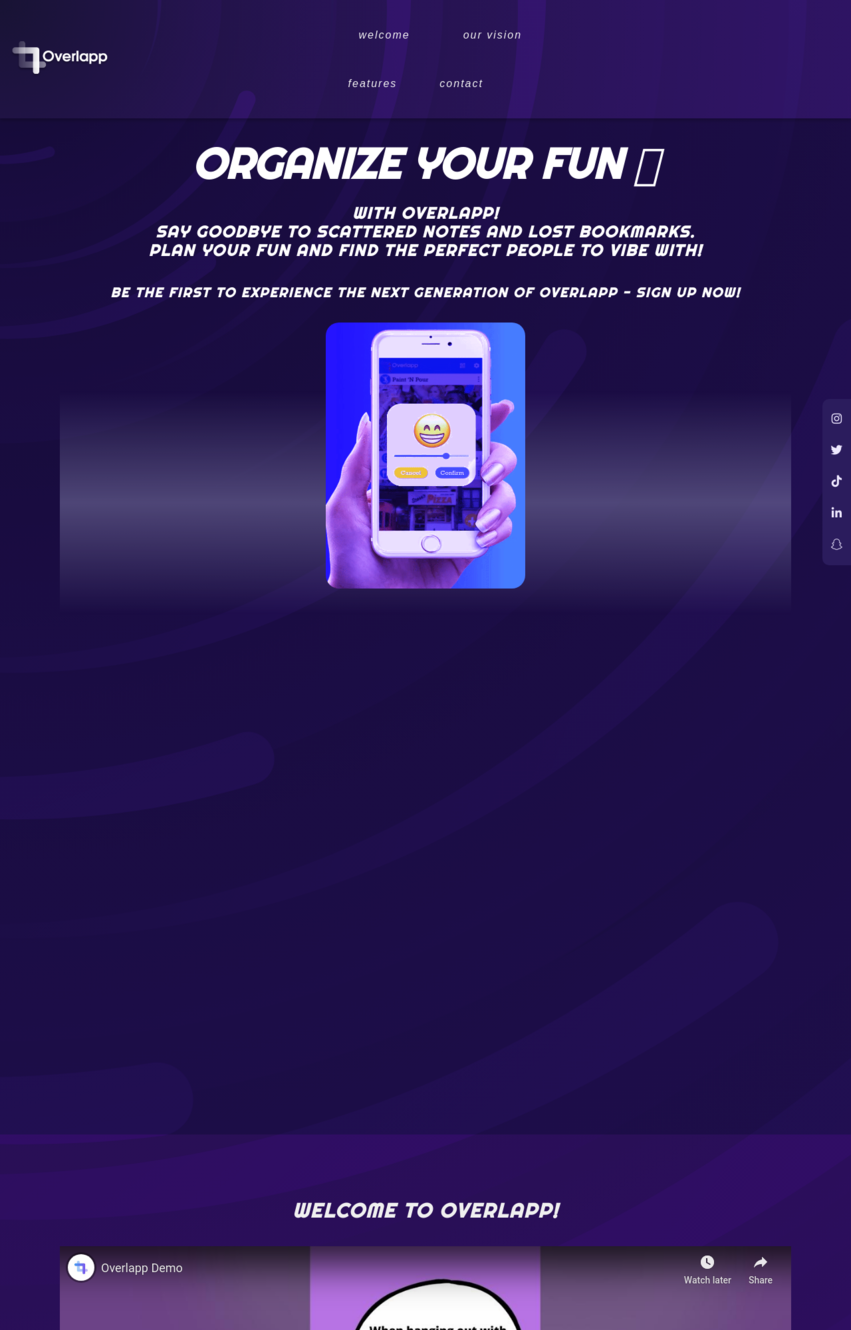 Overlapp
welcome
our vision
features
contact
ORGANIZE YOUR FUN
WITH OVERLAPP!
SAY GOODBYE TO SCATTERED NOTES AND LOST BOOKMARKS.
PLAN YOUR FUN AND FIND THE PERFECT PEOPLE TO VIBE WITH!
BE THE FIRST TO EXPERIENCE THE NEXT GENERATION OF OVERLAPP - SIGN UP NOW!
Overlapp
Cancel
Confirm
PIZZA
WELCOME TO OVERLAPP!
Overlapp Demo
Watch later
Share
When hanging out with